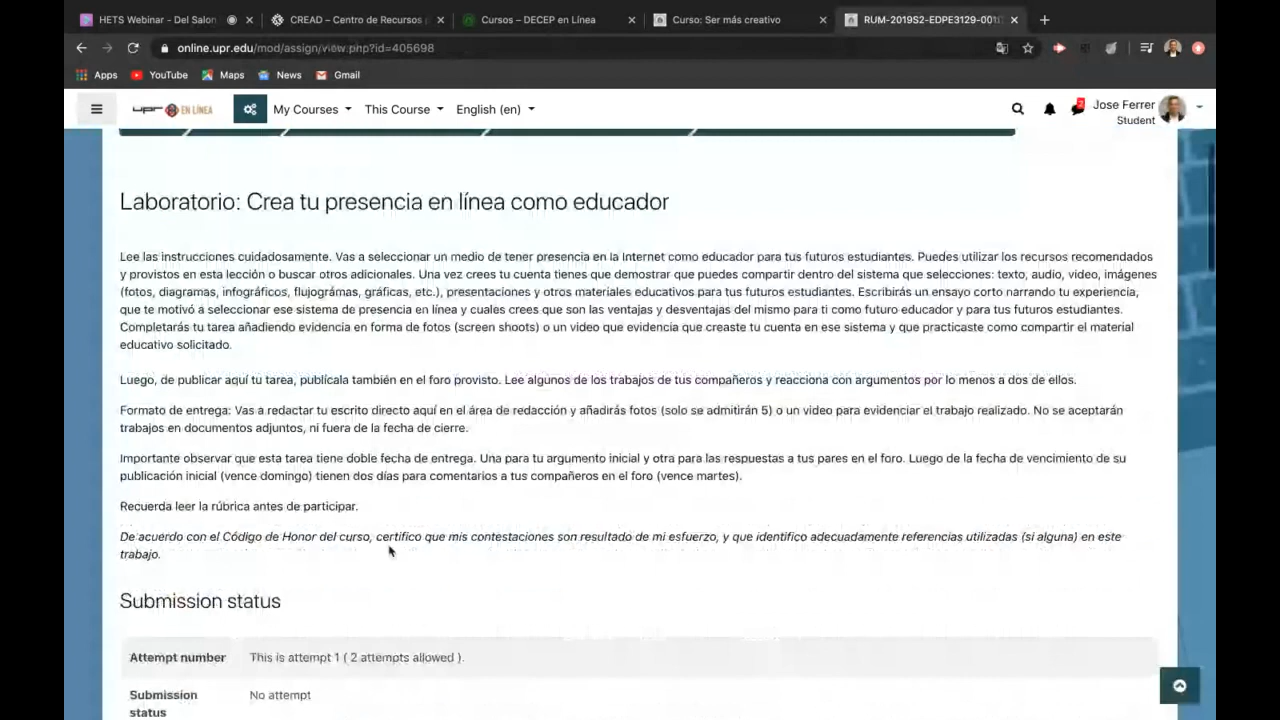 HETS Webinar - Del Salon
CREAD – Centro de Recursos
Cursos – DECEP en Línea
Curso: Ser más creativo
RUM-2019S2-EDPE3129-001
online.upr.edu/mod/assign/view.php?id=405698
Apps YouTube Maps News Gmail
upr EN LÍNEA My Courses This Course English (en)
Jose Ferrer
Student
Laboratorio: Crea tu presencia en línea como educador
Lee las instrucciones cuidadosamente. Vas a seleccionar un medio de tener presencia en la Internet como educador para tus futuros estudiantes. Puedes utilizar los recursos recomendados
y provistos en esta lección o buscar otros adicionales. Una vez crees tu cuenta tienes que demostrar que puedes compartir dentro del sistema que selecciones: texto, audio, video, imágenes
(fotos, diagramas, infográficos, flujográmas, gráficas, etc.), presentaciones y otros materiales educativos para tus futuros estudiantes. Escribirás un ensayo corto narrando tu experiencia,
que te motivó a seleccionar ese sistema de presencia en línea y cuales crees que son las ventajas y desventajas del mismo para ti como futuro educador y para tus futuros estudiantes.
Completarás tu tarea añadiendo evidencia en forma de fotos (screen shoots) o un video que evidencia que creaste tu cuenta en ese sistema y que practicaste como compartir el material
educativo solicitado.
Luego, de publicar aquí tu tarea, publícala también en el foro provisto. Lee algunos de los trabajos de tus compañeros y reacciona con argumentos por lo menos a dos de ellos.
Formato de entrega: Vas a redactar tu escrito directo aquí en el área de redacción y añadirás fotos (solo se admitirán 5) o un video para evidenciar el trabajo realizado. No se aceptarán
trabajos en documentos adjuntos, ni fuera de la fecha de cierre.
Importante observar que esta tarea tiene doble fecha de entrega. Una para tu argumento inicial y otra para las respuestas a tus pares en el foro. Luego de la fecha de vencimiento de su
publicación inicial (vence domingo) tienen dos días para comentarios a tus compañeros en el foro (vence martes).
Recuerda leer la rúbrica antes de participar.
De acuerdo con el Código de Honor del curso, certifico que mis contestaciones son resultado de mi esfuerzo, y que identifico adecuadamente referencias utilizadas (si alguna) en este
trabajo.
Submission status
Attempt number This is attempt 1 ( 2 attempts allowed ).
Submission No attempt
status